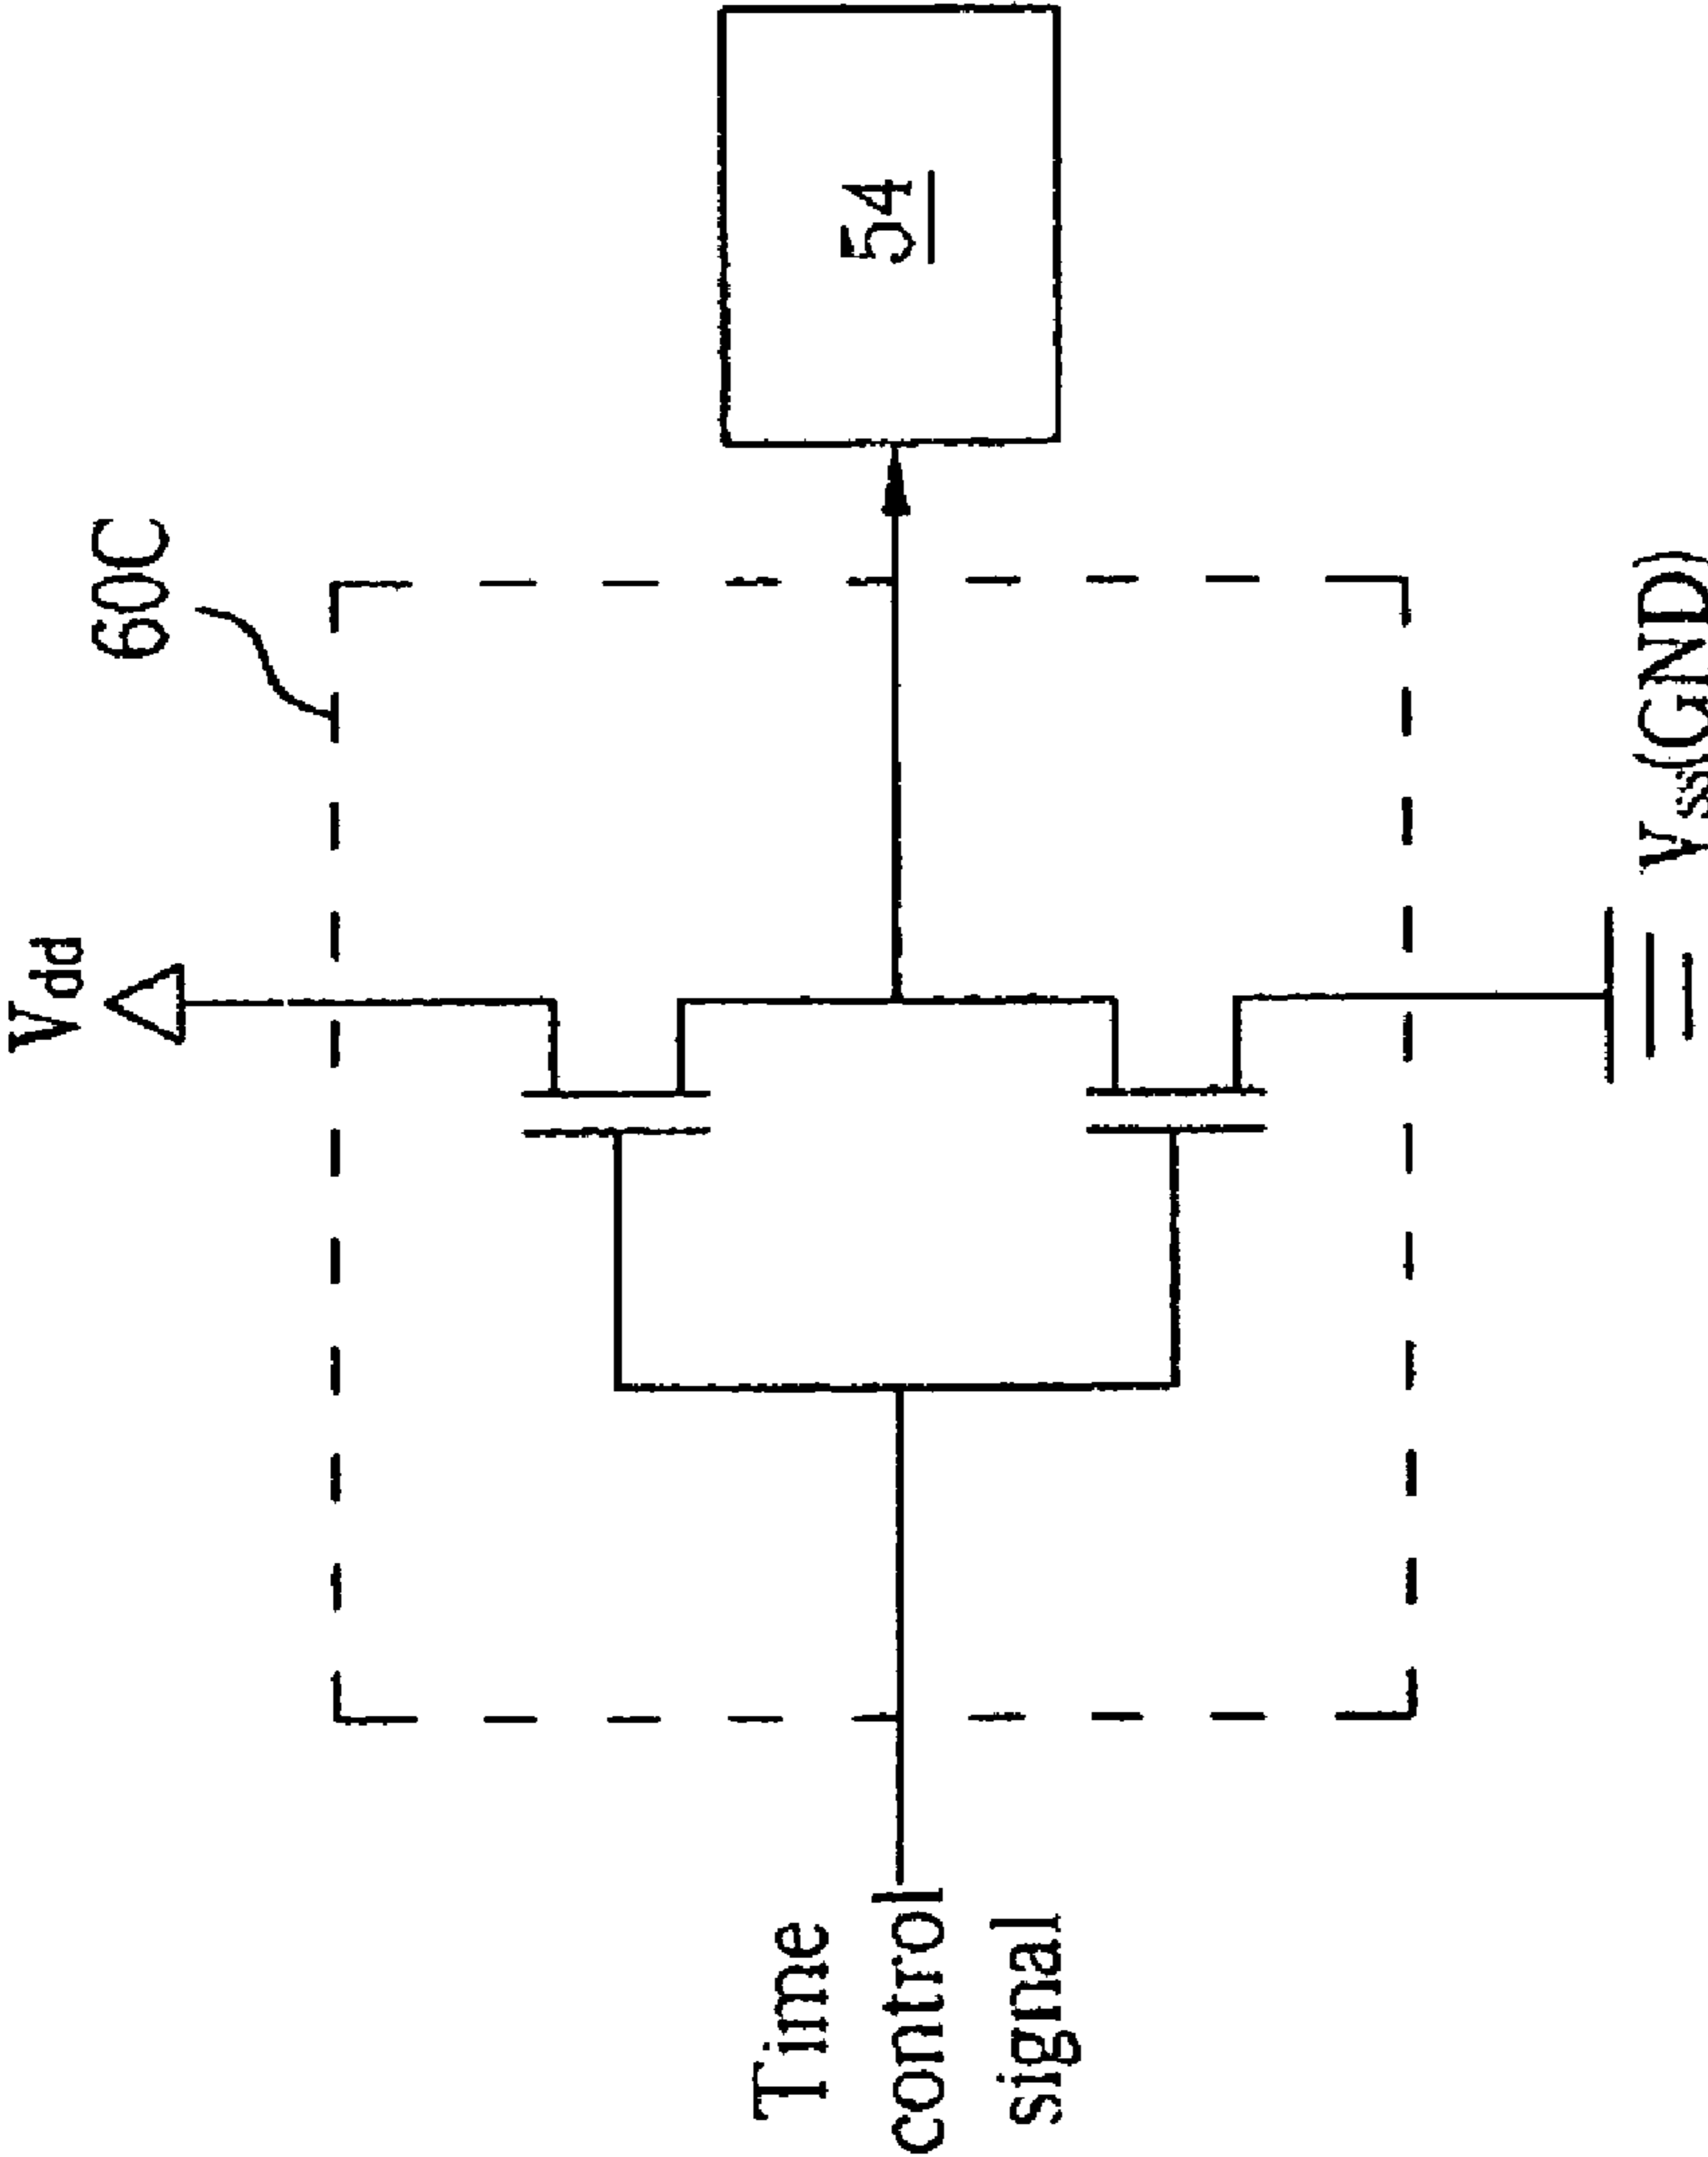 Time
control
signal
Vdd
60C
54
Vss(GND)